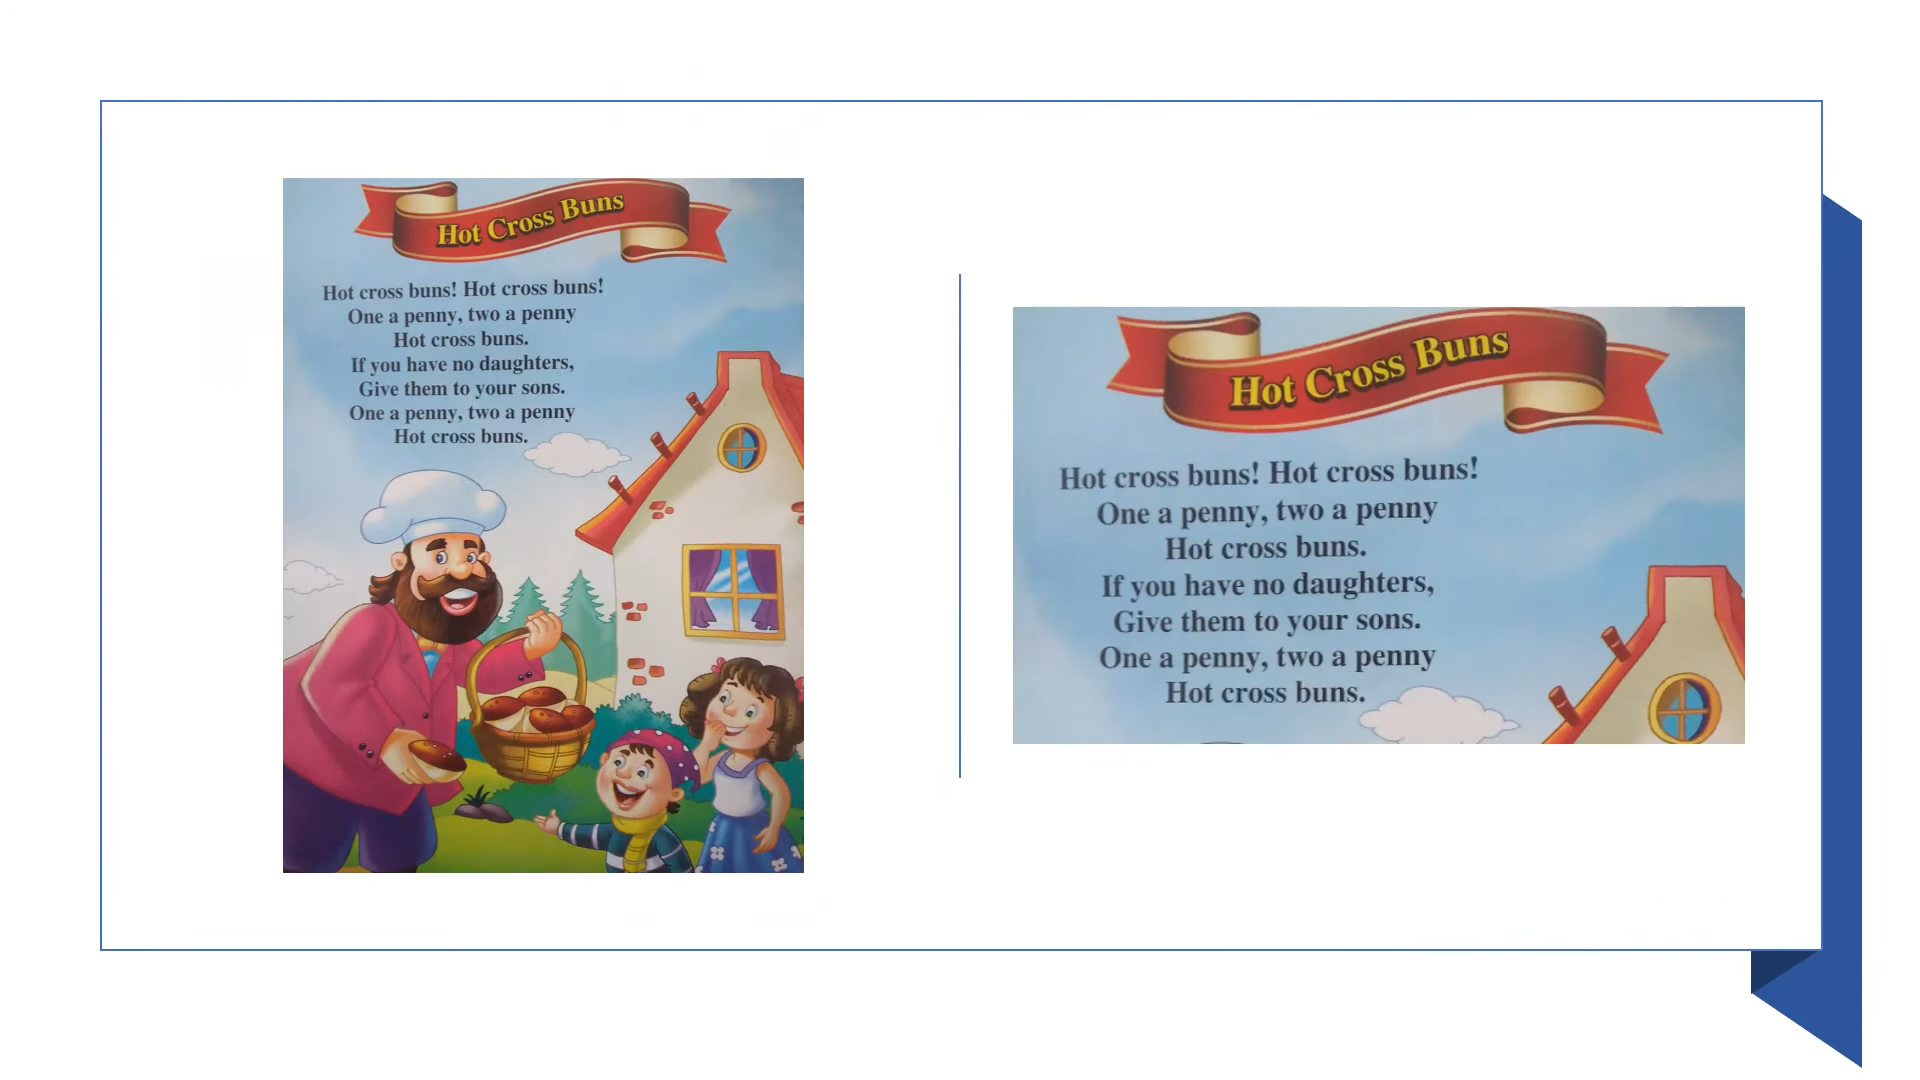 Hot Cross Buns
Hot cross buns! Hot cross buns!
One a penny, two a penny
Hot cross buns.
If you have no daughters,
Give them to your sons.
One a penny, two a penny
Hot cross buns.
Hot Cross Buns
Hot cross buns! Hot cross buns!
One a penny, two a penny
Hot cross buns.
If you have no daughters,
Give them to your sons.
One a penny, two a penny
Hot cross buns.